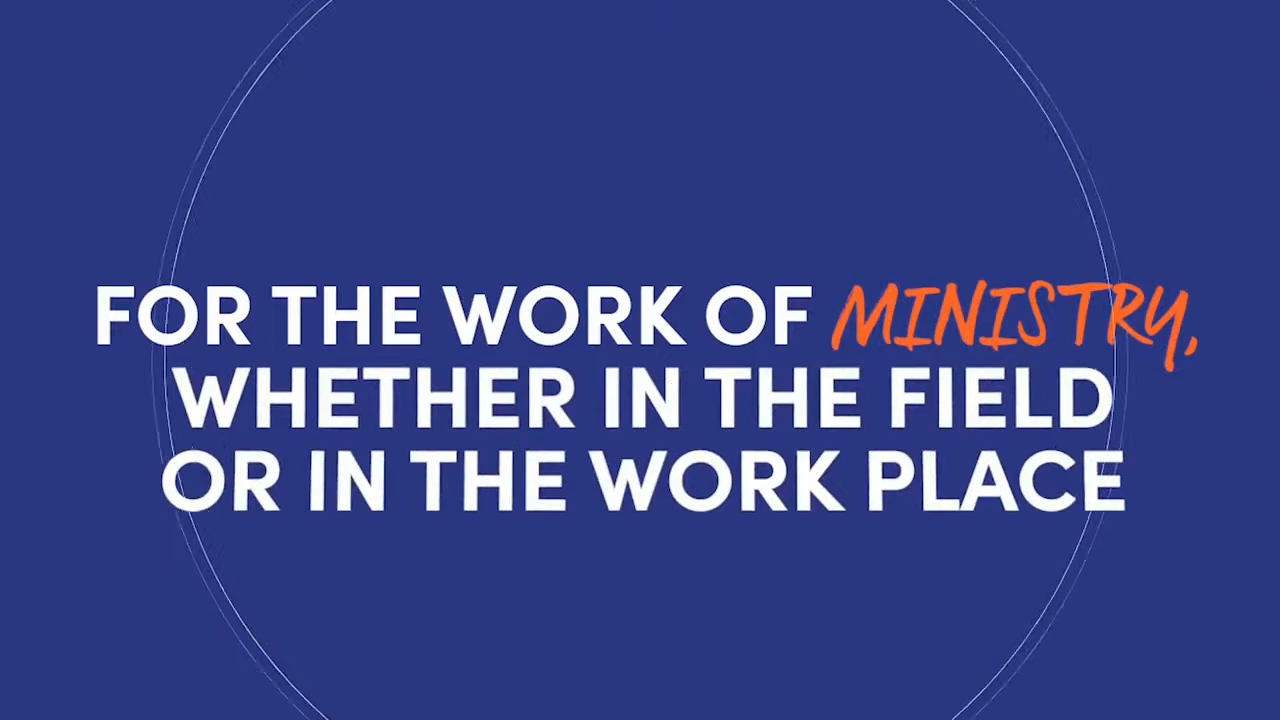 FOR THE WORK OF MINISTRY,
WHETHER IN THE FIELD
OR IN THE WORK PLACE